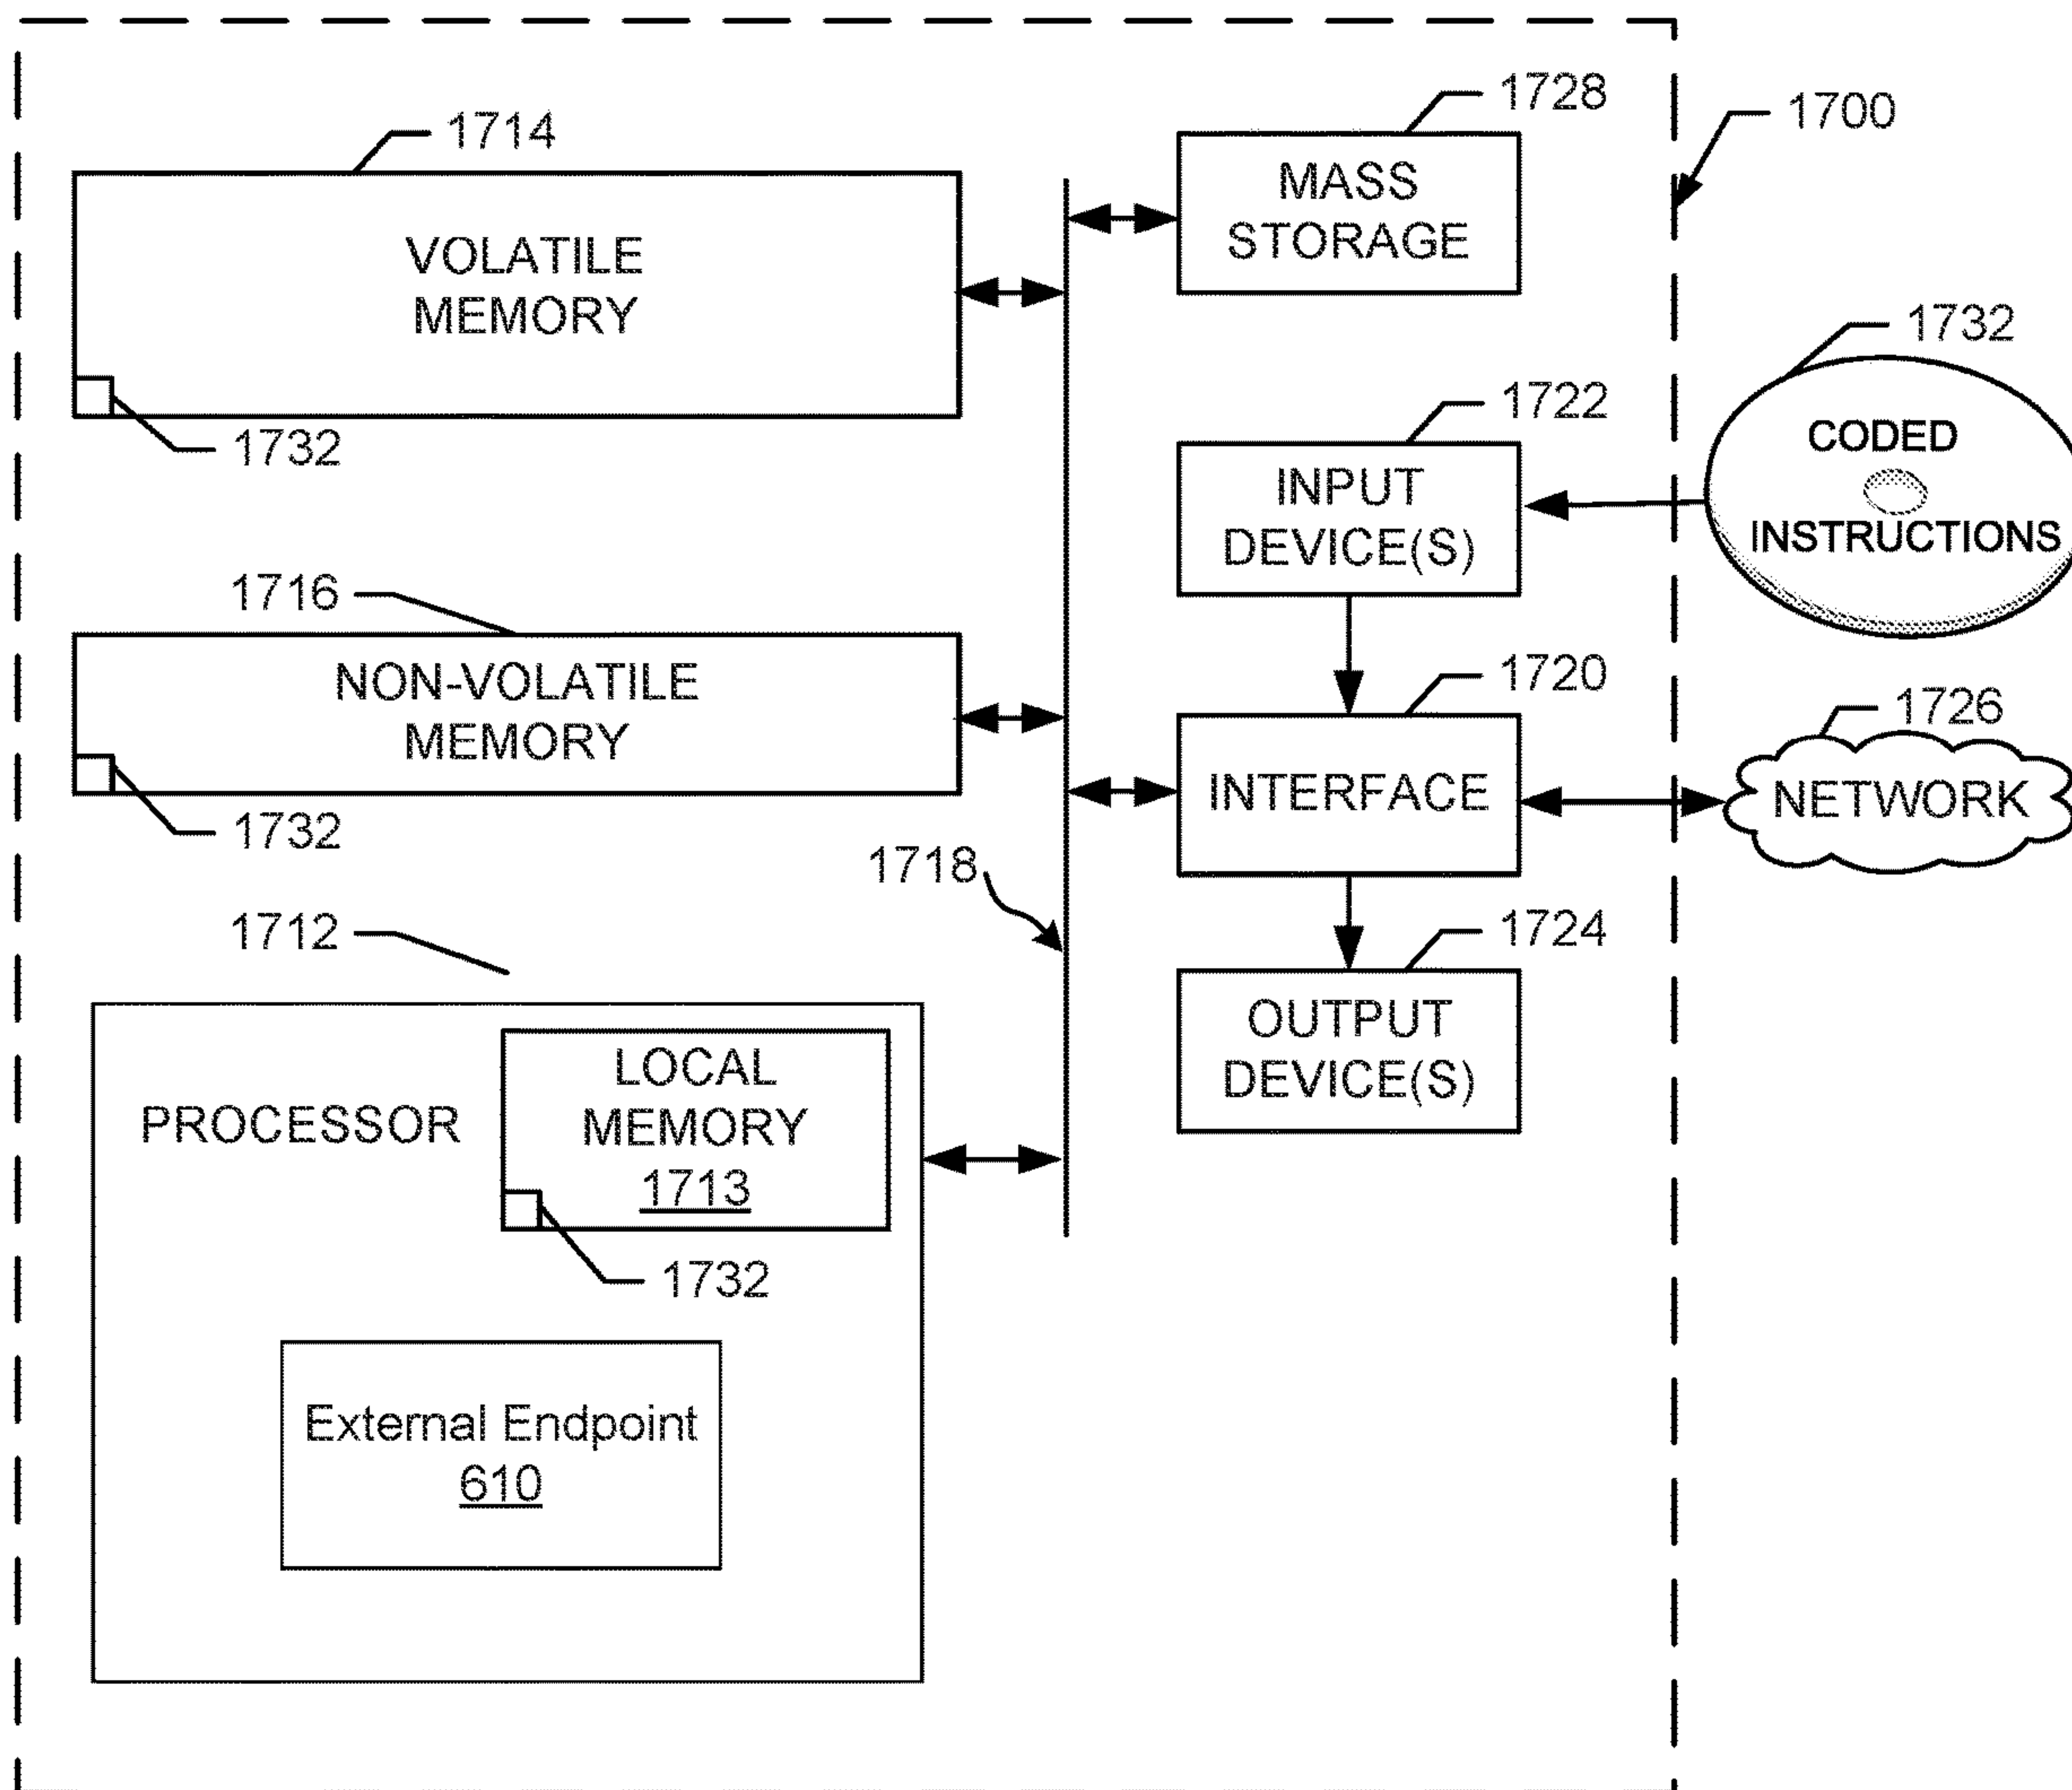 1714
VOLATILE
MEMORY
1732
1716
NON-VOLATILE
MEMORY
1732
1718
1712
PROCESSOR
LOCAL
MEMORY
1713
1732
External Endpoint
610
1728
MASS
STORAGE
1700
1722
INPUT
DEVICE(S)
1732
CODED
INSTRUCTIONS
1720
INTERFACE
1726
NETWORK
1724
OUTPUT
DEVICE(S)